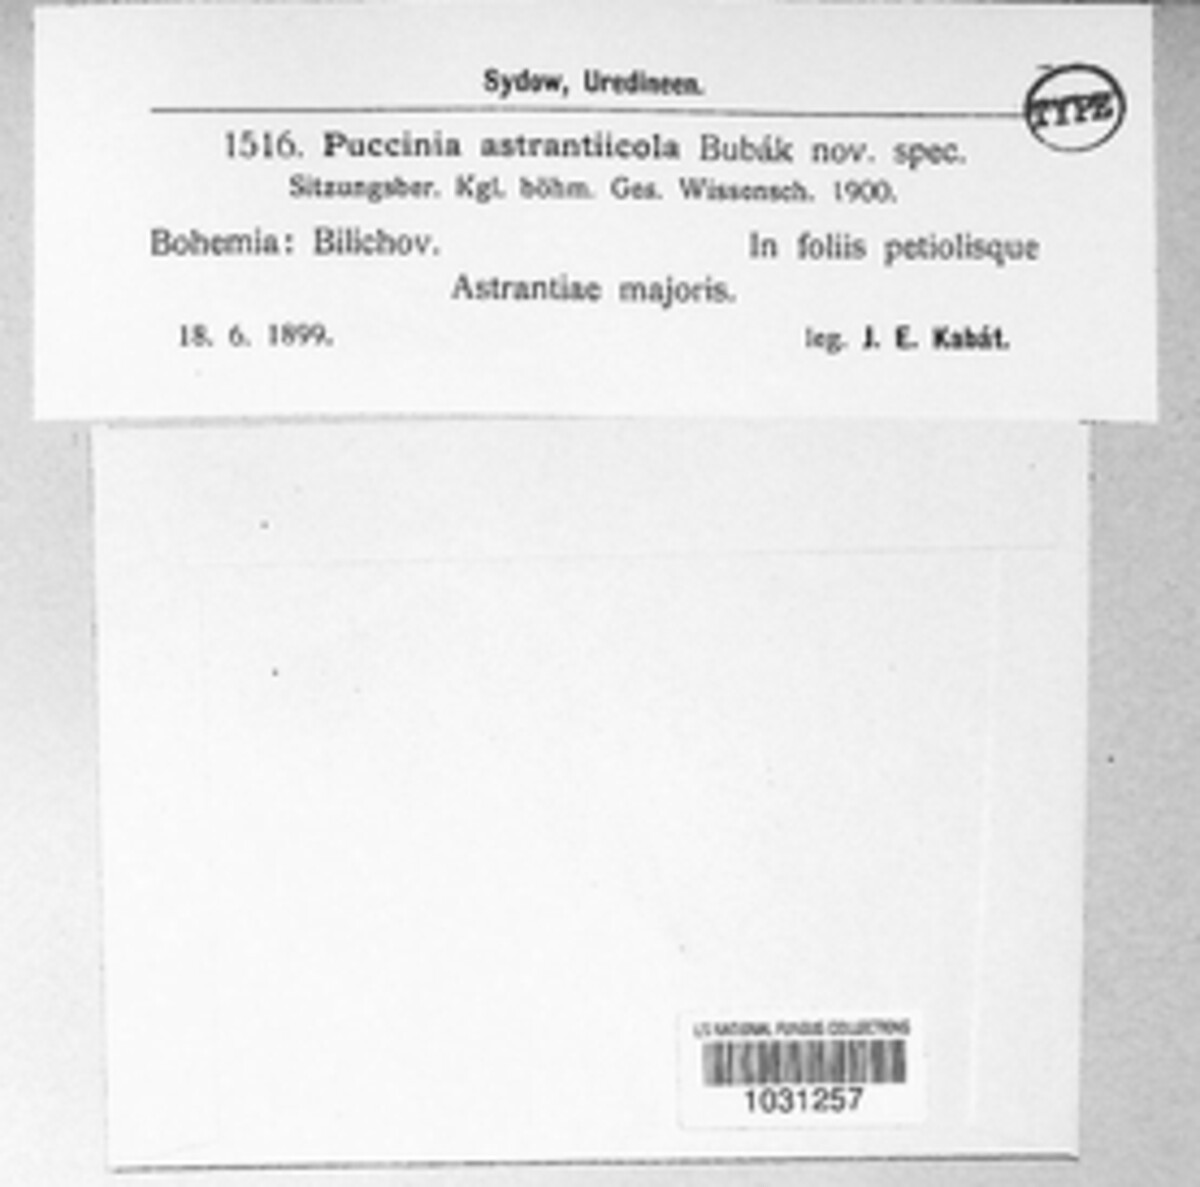 Sydow, Uredineen.
TYPE
1516. Puccinia astrantiicola Bubák nov. spec.
Sitzungsber. Kgl. böhm. Ges. Wissensch. 1900.
Bohemia: Bilichov. In foliis petiolisque
Astrantiae majoris.
18. 6. 1899. leg. J. E. Kabát.
US NATIONAL FUNGUS COLLECTIONS
1031257